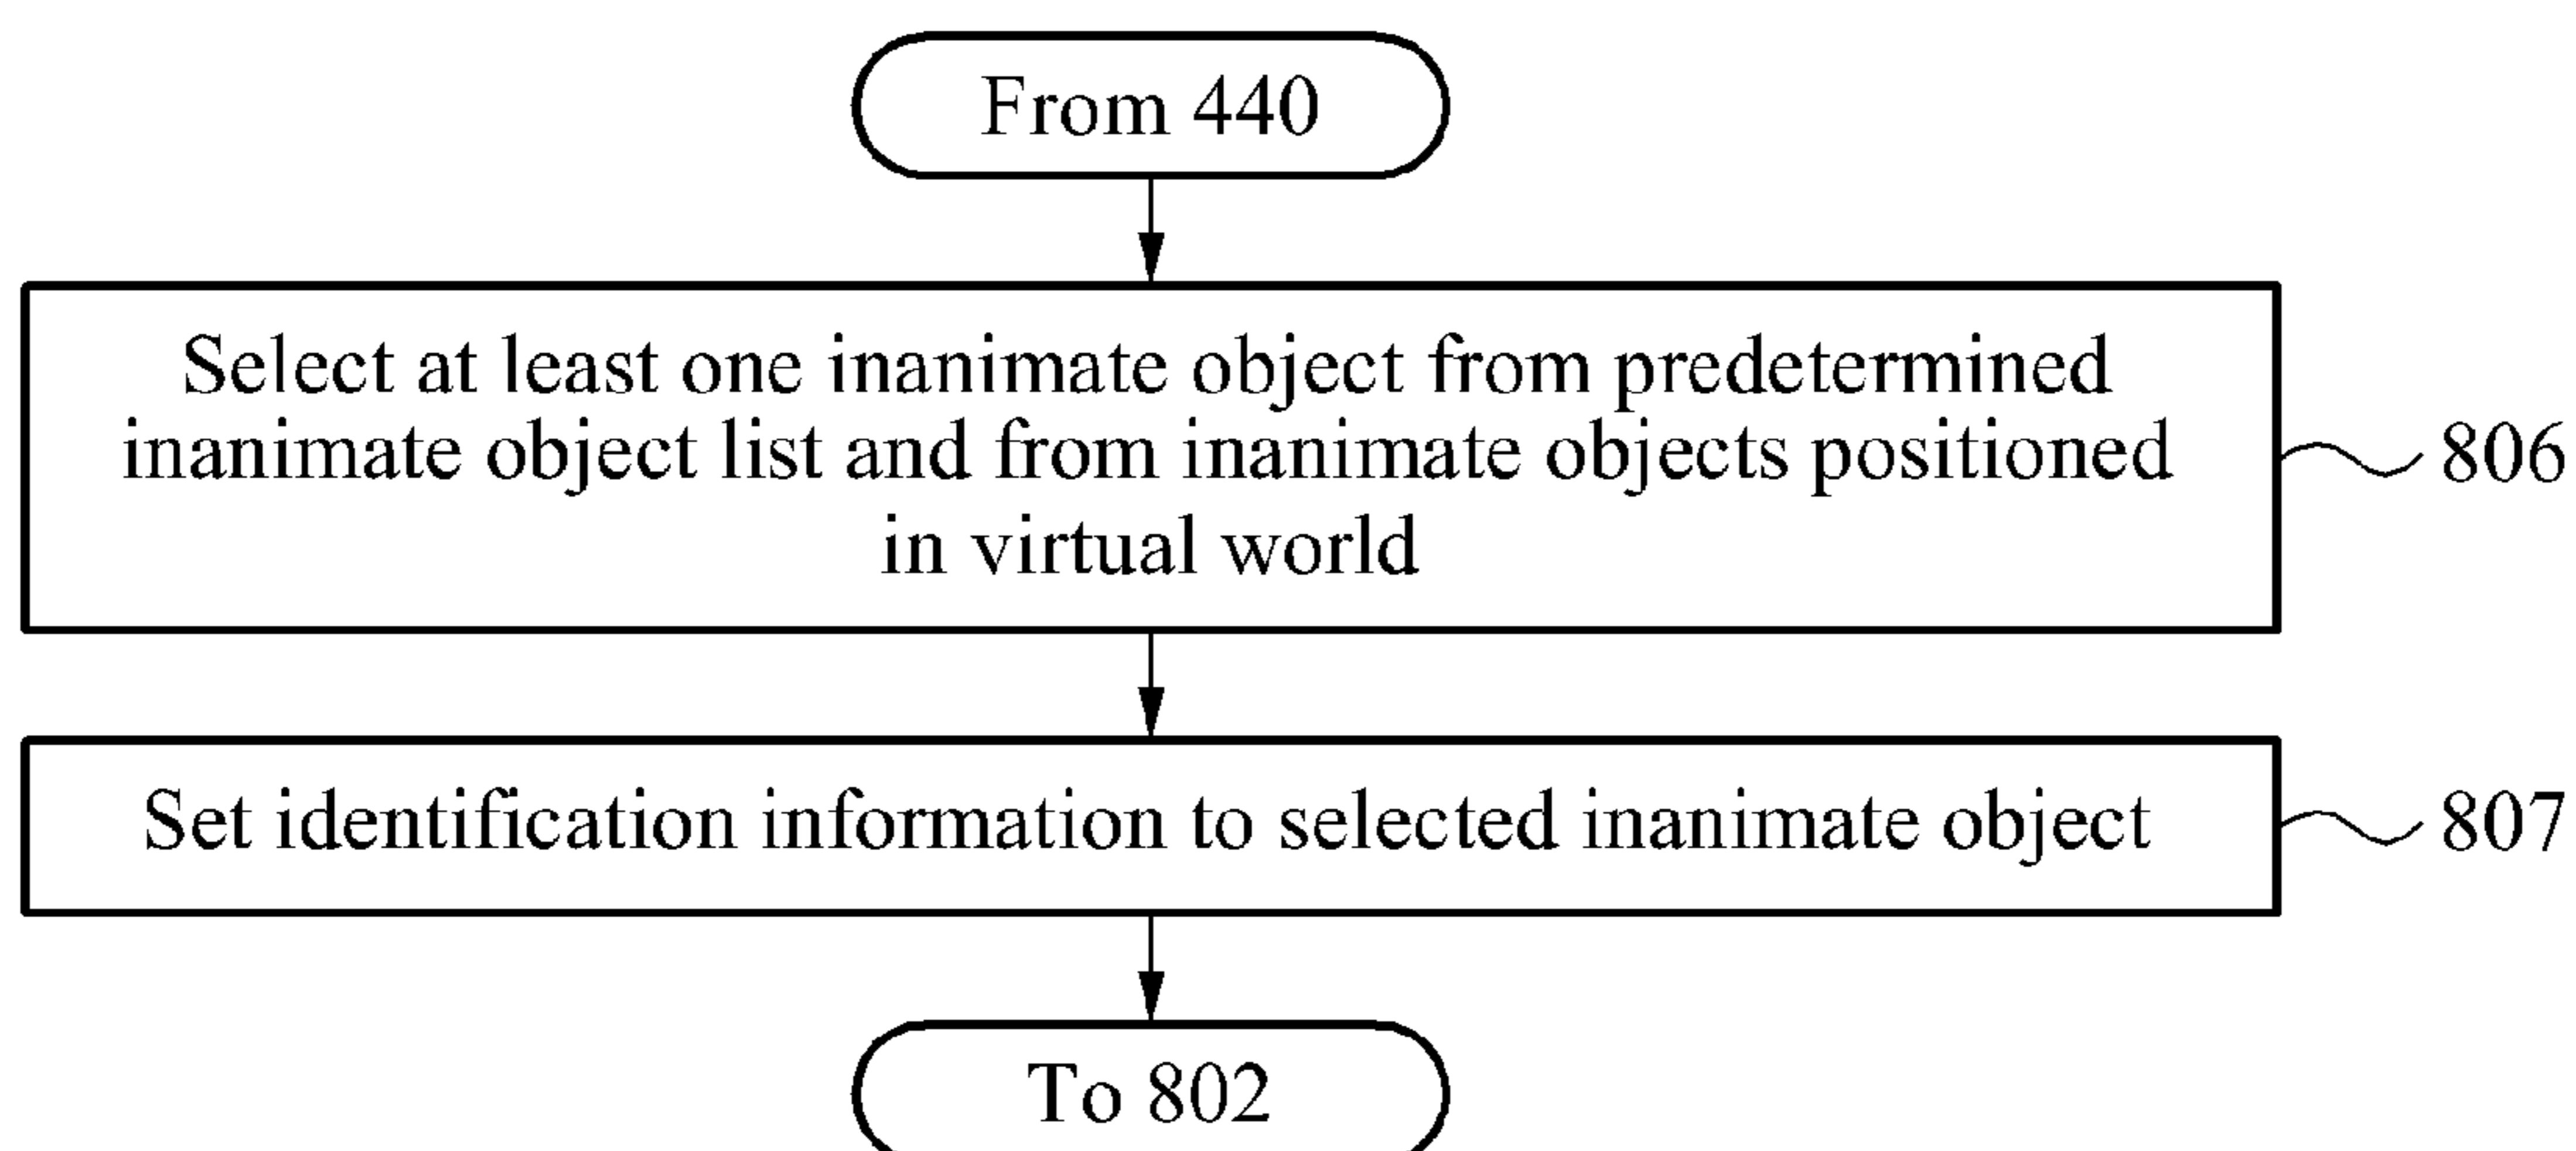 From 440
Select at least one inanimate object from predetermined
inanimate object list and from inanimate objects positioned
in virtual world
806
Set identification information to selected inanimate object
807
To 802